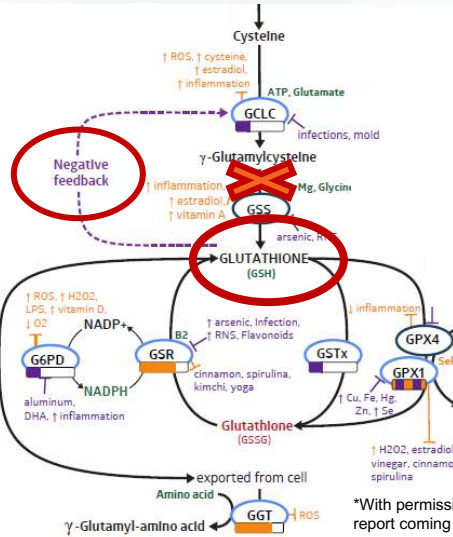 Cysteine
↑ ROS, ↑ cysteine,
↑ estradiol,
↑ inflammation
ATP, Glutamate
GCLC
infections, mold
γ-Glutamylcysteine
Negative
feedback
↑ inflammation,
↑ estradiol,
↑ vitamin A
Mg, Glycine
GSS
arsenic,
GLUTATHIONE
(GSH)
↑ ROS, ↑ H2O2,
LPS, ↑ vitamin D,
↓ O2
NADP+
G6PD
NADPH
aluminum,
DHA, ↑ inflammation
B2
GSR
↑ arsenic, Infection,
↑ RNS, Flavonoids
cinnamon, spirulina,
kimchi, yoga
GSTx
↓ inflammation
GPX4
Sel
GPX1
↑ Cu, Fe, Hg,
Zn, ↑ Se
Glutathione
(GSSG)
↑ H2O2, estradiol
vinegar, cinnamo
spirulina
exported from cell
Amino acid
GGT
ROS
γ-Glutamyl-amino acid
*With permissi
report coming